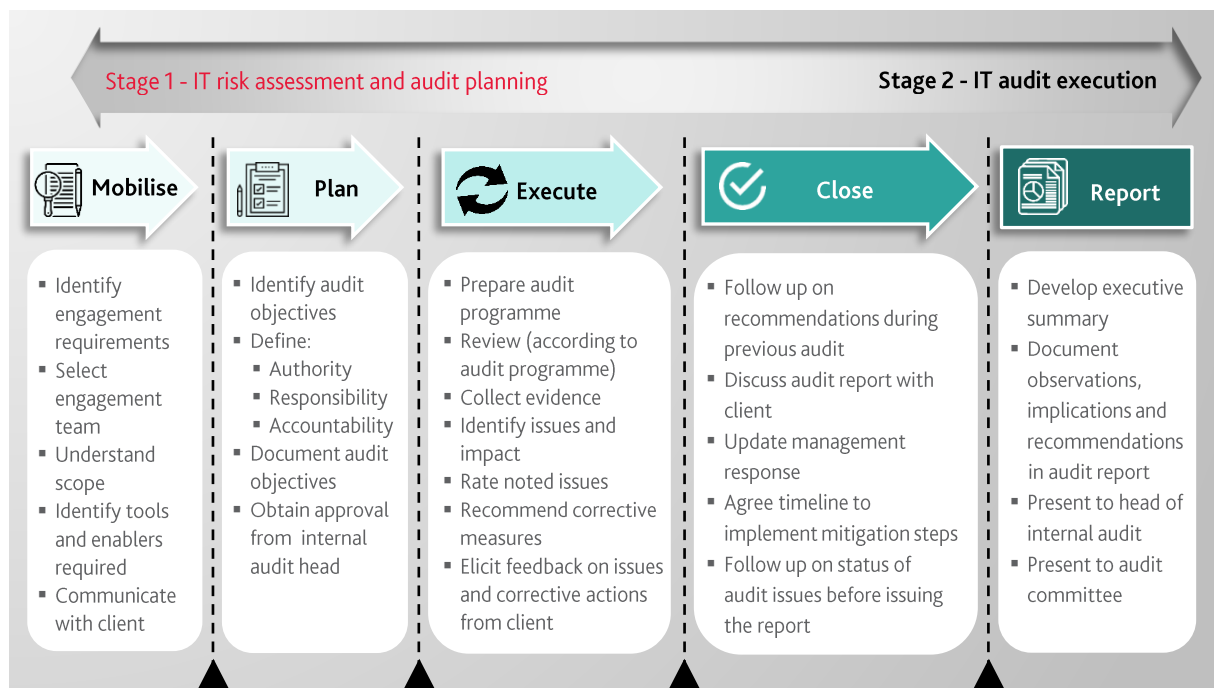 Stage 1 - IT risk assessment and audit planning
Stage 2 - IT audit execution
Mobilise
▪ Identify
engagement
requirements
▪ Select
engagement
team
▪ Understand
scope
▪ Identify tools
and enablers
required
▪ Communicate
with client
Plan
▪ Identify audit
objectives
▪ Define:
▪ Authority
▪ Responsibility
▪ Accountability
▪ Document audit
objectives
▪ Obtain approval
from internal
audit head
Execute
▪ Prepare audit
programme
▪ Review (according to
audit programme)
▪ Collect evidence
▪ Identify issues and
impact
▪ Rate noted issues
▪ Recommend corrective
measures
▪ Elicit feedback on issues
and corrective actions
from client
Close
▪ Follow up on
recommendations during
previous audit
▪ Discuss audit report with
client
▪ Update management
response
▪ Agree timeline to
implement mitigation steps
▪ Follow up on status of
audit issues before issuing
the report
Report
▪ Develop executive
summary
▪ Document
observations,
implications and
recommendations
in audit report
▪ Present to head of
internal audit
▪ Present to audit
committee